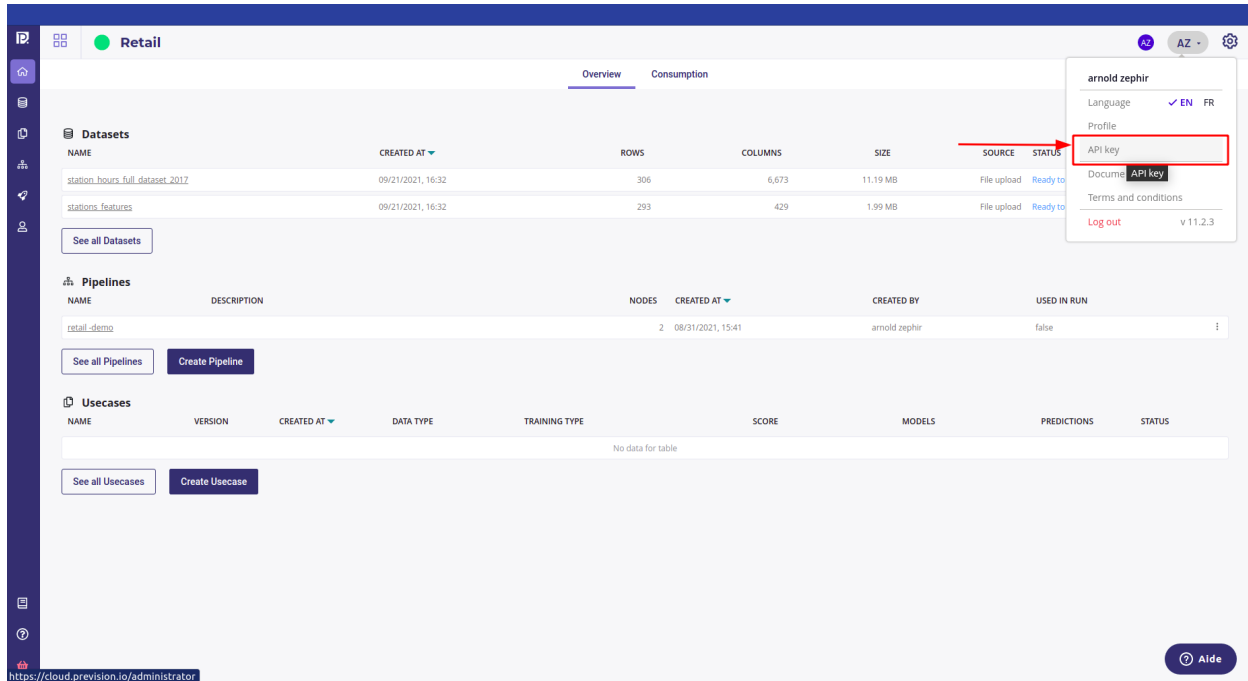 Retail
AZ
AZ
Overview Consumption
arnold zephir
Language EN FR
Profile
API key
Docume
API key
Terms and conditions
Log out v 11.2.3
Datasets
NAME CREATED AT ROWS COLUMNS SIZE SOURCE STATUS
station_hours_full_dataset_2017 09/21/2021, 16:32 306 6,673 11.19 MB File upload Ready to
stations_features 09/21/2021, 16:32 293 429 1.99 MB File upload Ready to
See all Datasets
Pipelines
NAME DESCRIPTION NODES CREATED AT CREATED BY USED IN RUN
retail -demo 2 08/31/2021, 15:41 arnold zephir false
See all Pipelines Create Pipeline
Usecases
NAME VERSION CREATED AT DATA TYPE TRAINING TYPE SCORE MODELS PREDICTIONS STATUS
No data for table
See all Usecases Create Usecase
Aide
https://cloud.prevision.io/administrator